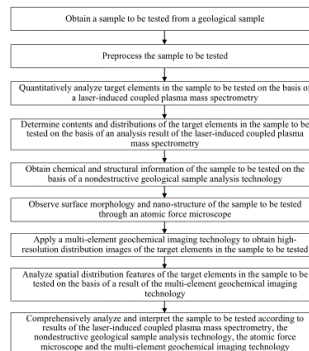 Obtain a sample to be tested from a geological sample
Preprocess the sample to be tested
Quantitatively analyze target elements in the sample to be tested on the basis of
a laser-induced coupled plasma mass spectrometry
Determine contents and distributions of the target elements in the sample to be
tested on the basis of an analysis result of the laser-induced coupled plasma
mass spectrometry
Obtain chemical and structural information of the sample to be tested on the
basis of a nondestructive geological sample analysis technology
Observe surface morphology and nano-structure of the sample to be tested
through an atomic force microscope
Apply a multi-element geochemical imaging technology to obtain high-
resolution distribution images of the target elements in the sample to be tested
Analyze spatial distribution features of the target elements in the sample to be
tested on the basis of a result of the multi-element geochemical imaging
technology
Comprehensively analyze and interpret the sample to be tested according to
results of the laser-induced coupled plasma mass spectrometry, the
nondestructive geological sample analysis technology, the atomic force
microscope and the multi-element geochemical imaging technology